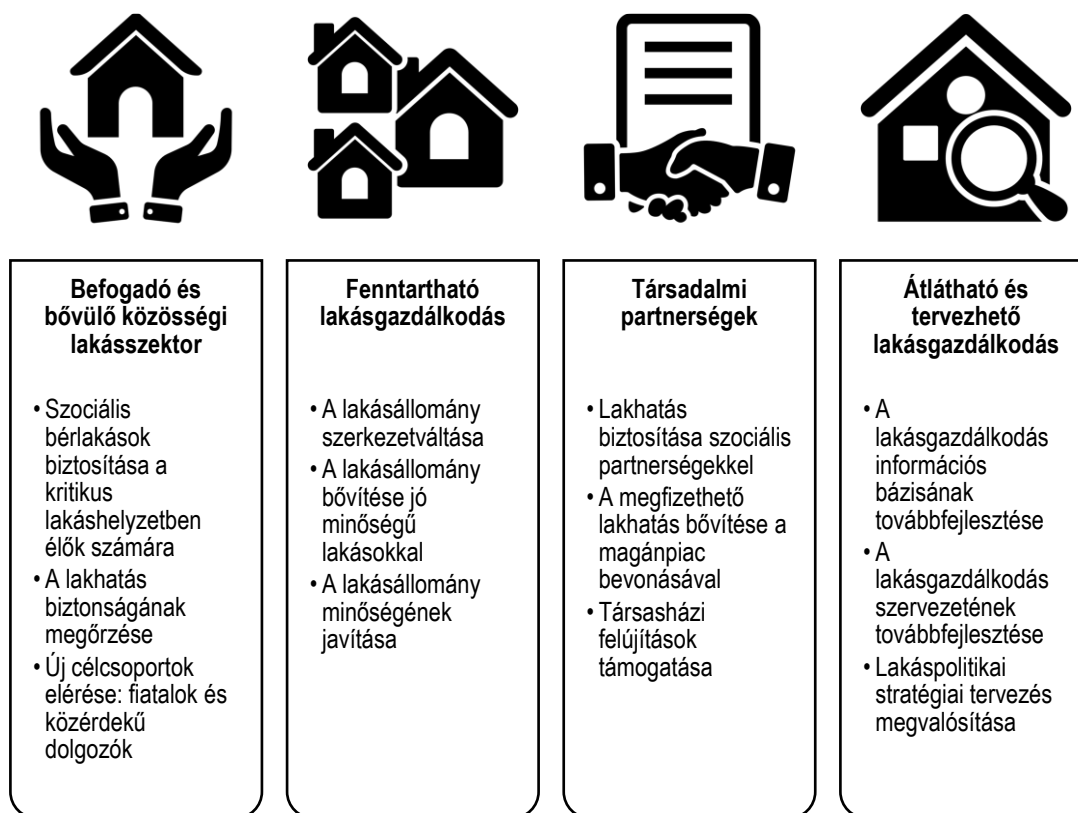 Befogadó és
bővülő közösségi
lakásszektor
• Szociális
bérlakások
biztosítása a
kritikus
lakáshelyzetben
élők számára
• A lakhatás
biztonságának
megőrzése
• Új célcsoportok
elérése: fiatalok és
közérdekű
dolgozók
Fenntartható
lakásgazdálkodás
• A lakásállomány
szerkezetváltása
• A lakásállomány
bővítése jó
minőségű
lakásokkal
• A lakásállomány
minőségének
javítása
Társadalmi
partnerségek
• Lakhatás
biztosítása szociális
partnerségekkel
• A megfizethető
lakhatás bővítése a
magánpiac
bevonásával
• Társasházi
felújítások
támogatása
Átlátható és
tervezhető
lakásgazdálkodás
• A
lakásgazdálkodás
információs
bázisának
továbbfejlesztése
• A
lakásgazdálkodás
szervezetének
továbbfejlesztése
• Lakáspolitikai
stratégiai tervezés
megvalósítása